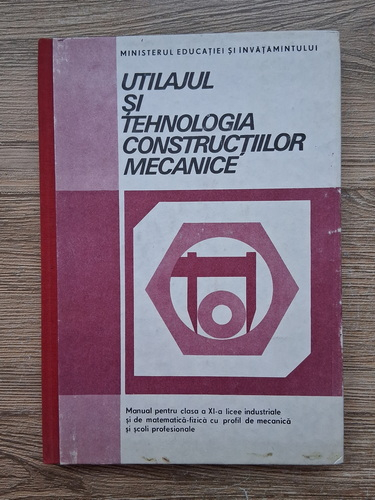 MINISTERUL EDUCAȚIEI ȘI ÎNVĂȚĂMÎNTULUI
UTILAJUL
ȘI
TEHNOLOGIA
CONSTRUCȚIILOR
MECANICE
Manual pentru clasa a XI-a licee industriale
și de matematică-fizică cu profil de mecanică
și școli profesionale